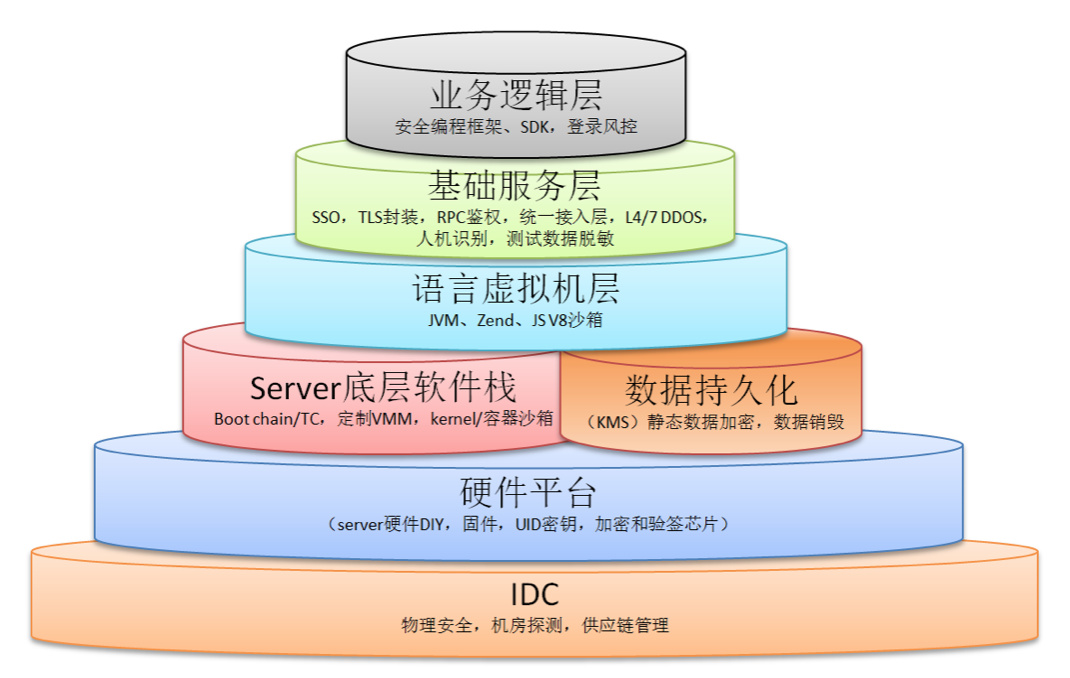 业务逻辑层
安全编程框架、SDK，登录风控
基础服务层
SSO，TLS封装，RPC鉴权，统一接入层，L4/7 DDOS，
人机识别，测试数据脱敏
语言虚拟机层
JVM、Zend、JS V8沙箱
Server底层软件栈
Boot chain/TC，定制VMM，kernel/容器沙箱
数据持久化
（KMS）静态数据加密，数据销毁
硬件平台
（server硬件DIY，固件，UID密钥，加密和验签芯片）
IDC
物理安全，机房探测，供应链管理